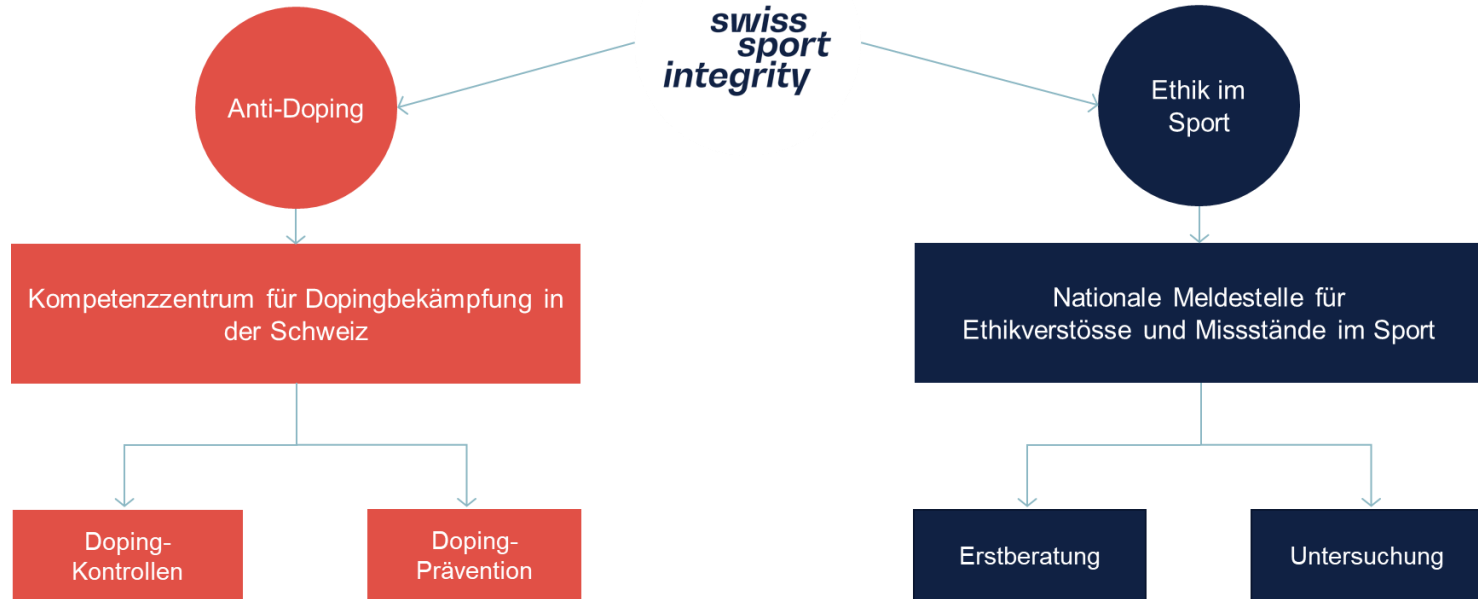 swiss
sport
integrity
Anti-Doping
Ethik im
Sport
Kompetenzzentrum für Dopingbekämpfung in
der Schweiz
Nationale Meldestelle für
Ethikverstösse und Missstände im Sport
Doping-
Kontrollen
Doping-
Prävention
Erstberatung
Untersuchung